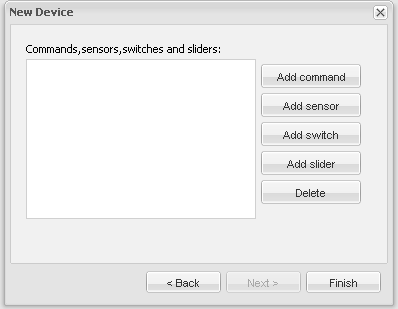 New Device
Commands,sensors,switches and sliders:
Add command
Add sensor
Add switch
Add slider
Delete
< Back
Next >
Finish